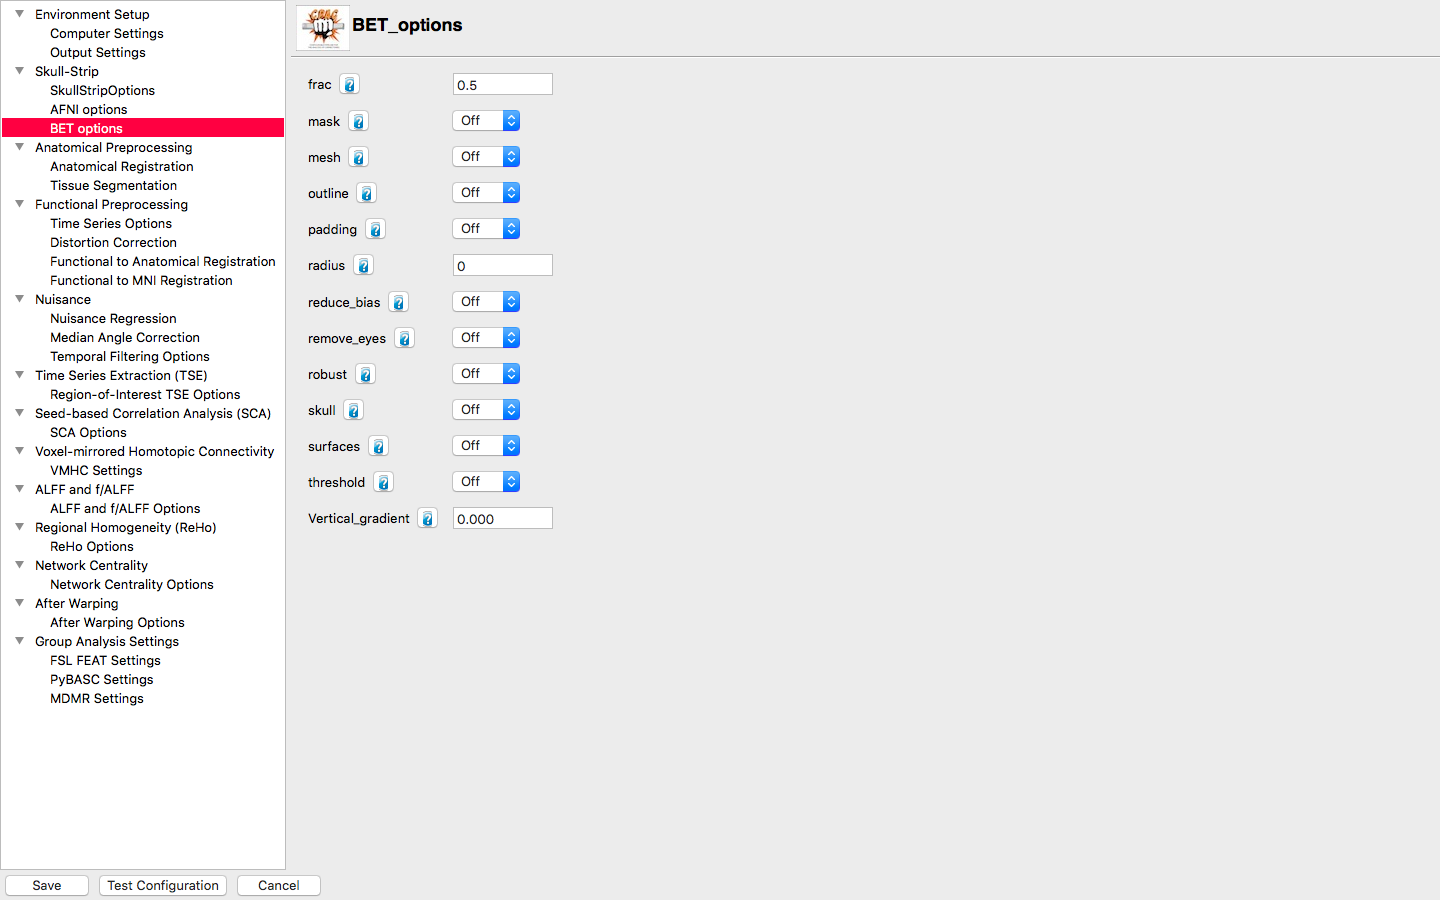 Environment Setup
Computer Settings
Output Settings
Skull-Strip
SkullStripOptions
AFNI options
BET options
Anatomical Preprocessing
Anatomical Registration
Tissue Segmentation
Functional Preprocessing
Time Series Options
Distortion Correction
Functional to Anatomical Registration
Functional to MNI Registration
Nuisance
Nuisance Regression
Median Angle Correction
Temporal Filtering Options
Time Series Extraction (TSE)
Region-of-Interest TSE Options
Seed-based Correlation Analysis (SCA)
SCA Options
Voxel-mirrored Homotopic Connectivity
VMHC Settings
ALFF and f/ALFF
ALFF and f/ALFF Options
Regional Homogeneity (ReHo)
ReHo Options
Network Centrality
Network Centrality Options
After Warping
After Warping Options
Group Analysis Settings
FSL FEAT Settings
PyBASC Settings
MDMR Settings
BET_options
frac ? 0.5
mask ? Off
mesh ? Off
outline ? Off
padding ? Off
radius ? 0
reduce_bias ? Off
remove_eyes ? Off
robust ? Off
skull ? Off
surfaces ? Off
threshold ? Off
Vertical_gradient ? 0.000
Save Test Configuration Cancel